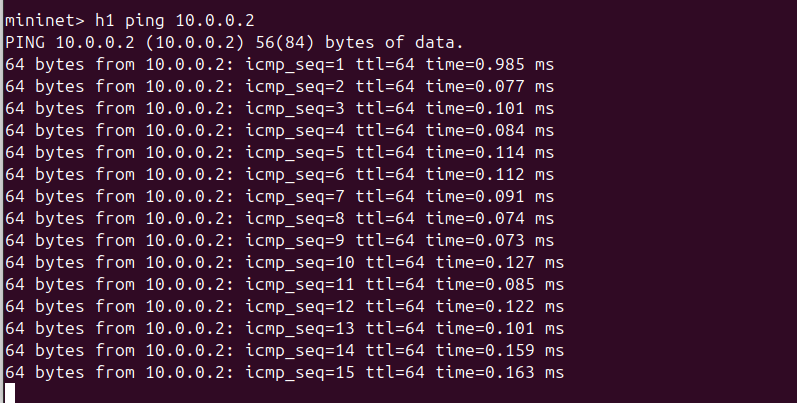 mininet> h1 ping 10.0.0.2
PING 10.0.0.2 (10.0.0.2) 56(84) bytes of data.
64 bytes from 10.0.0.2: icmp_seq=1 ttl=64 time=0.985 ms
64 bytes from 10.0.0.2: icmp_seq=2 ttl=64 time=0.077 ms
64 bytes from 10.0.0.2: icmp_seq=3 ttl=64 time=0.101 ms
64 bytes from 10.0.0.2: icmp_seq=4 ttl=64 time=0.084 ms
64 bytes from 10.0.0.2: icmp_seq=5 ttl=64 time=0.114 ms
64 bytes from 10.0.0.2: icmp_seq=6 ttl=64 time=0.112 ms
64 bytes from 10.0.0.2: icmp_seq=7 ttl=64 time=0.091 ms
64 bytes from 10.0.0.2: icmp_seq=8 ttl=64 time=0.074 ms
64 bytes from 10.0.0.2: icmp_seq=9 ttl=64 time=0.073 ms
64 bytes from 10.0.0.2: icmp_seq=10 ttl=64 time=0.127 ms
64 bytes from 10.0.0.2: icmp_seq=11 ttl=64 time=0.085 ms
64 bytes from 10.0.0.2: icmp_seq=12 ttl=64 time=0.122 ms
64 bytes from 10.0.0.2: icmp_seq=13 ttl=64 time=0.101 ms
64 bytes from 10.0.0.2: icmp_seq=14 ttl=64 time=0.159 ms
64 bytes from 10.0.0.2: icmp_seq=15 ttl=64 time=0.163 ms